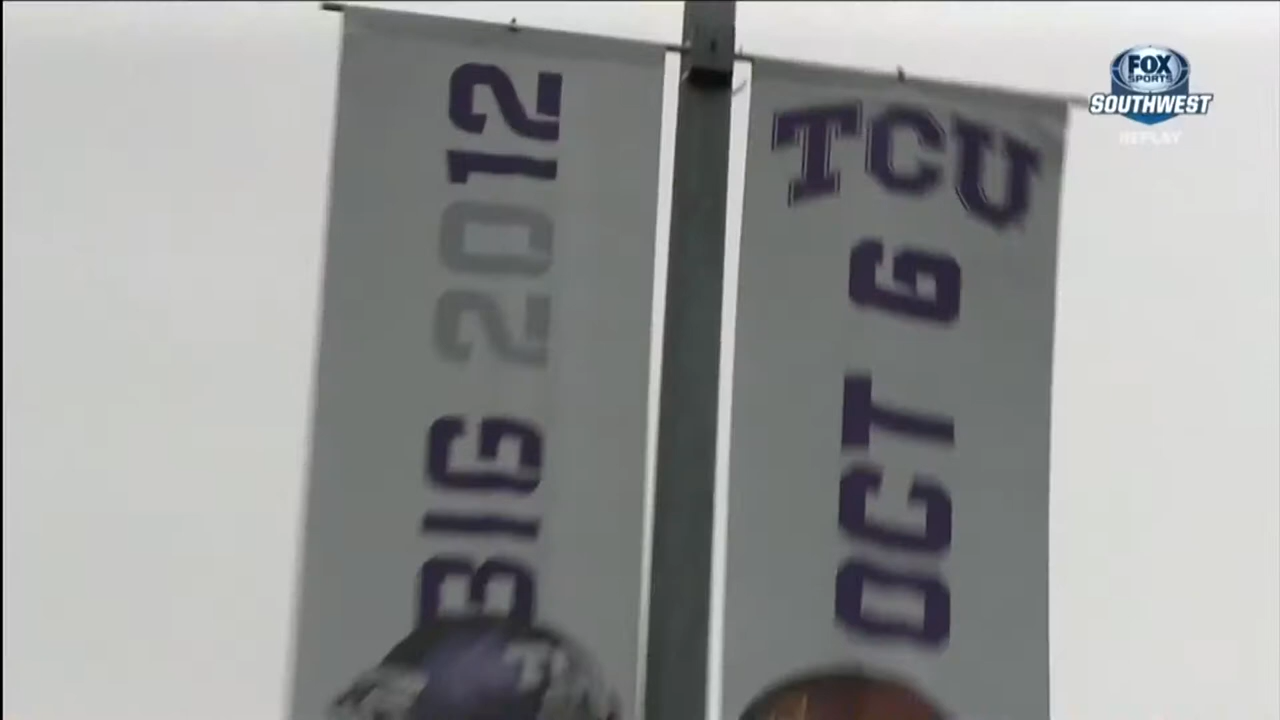 BIG 2012
TCU
OCT 6
FOX
SPORTS
SOUTHWEST
REPLAY